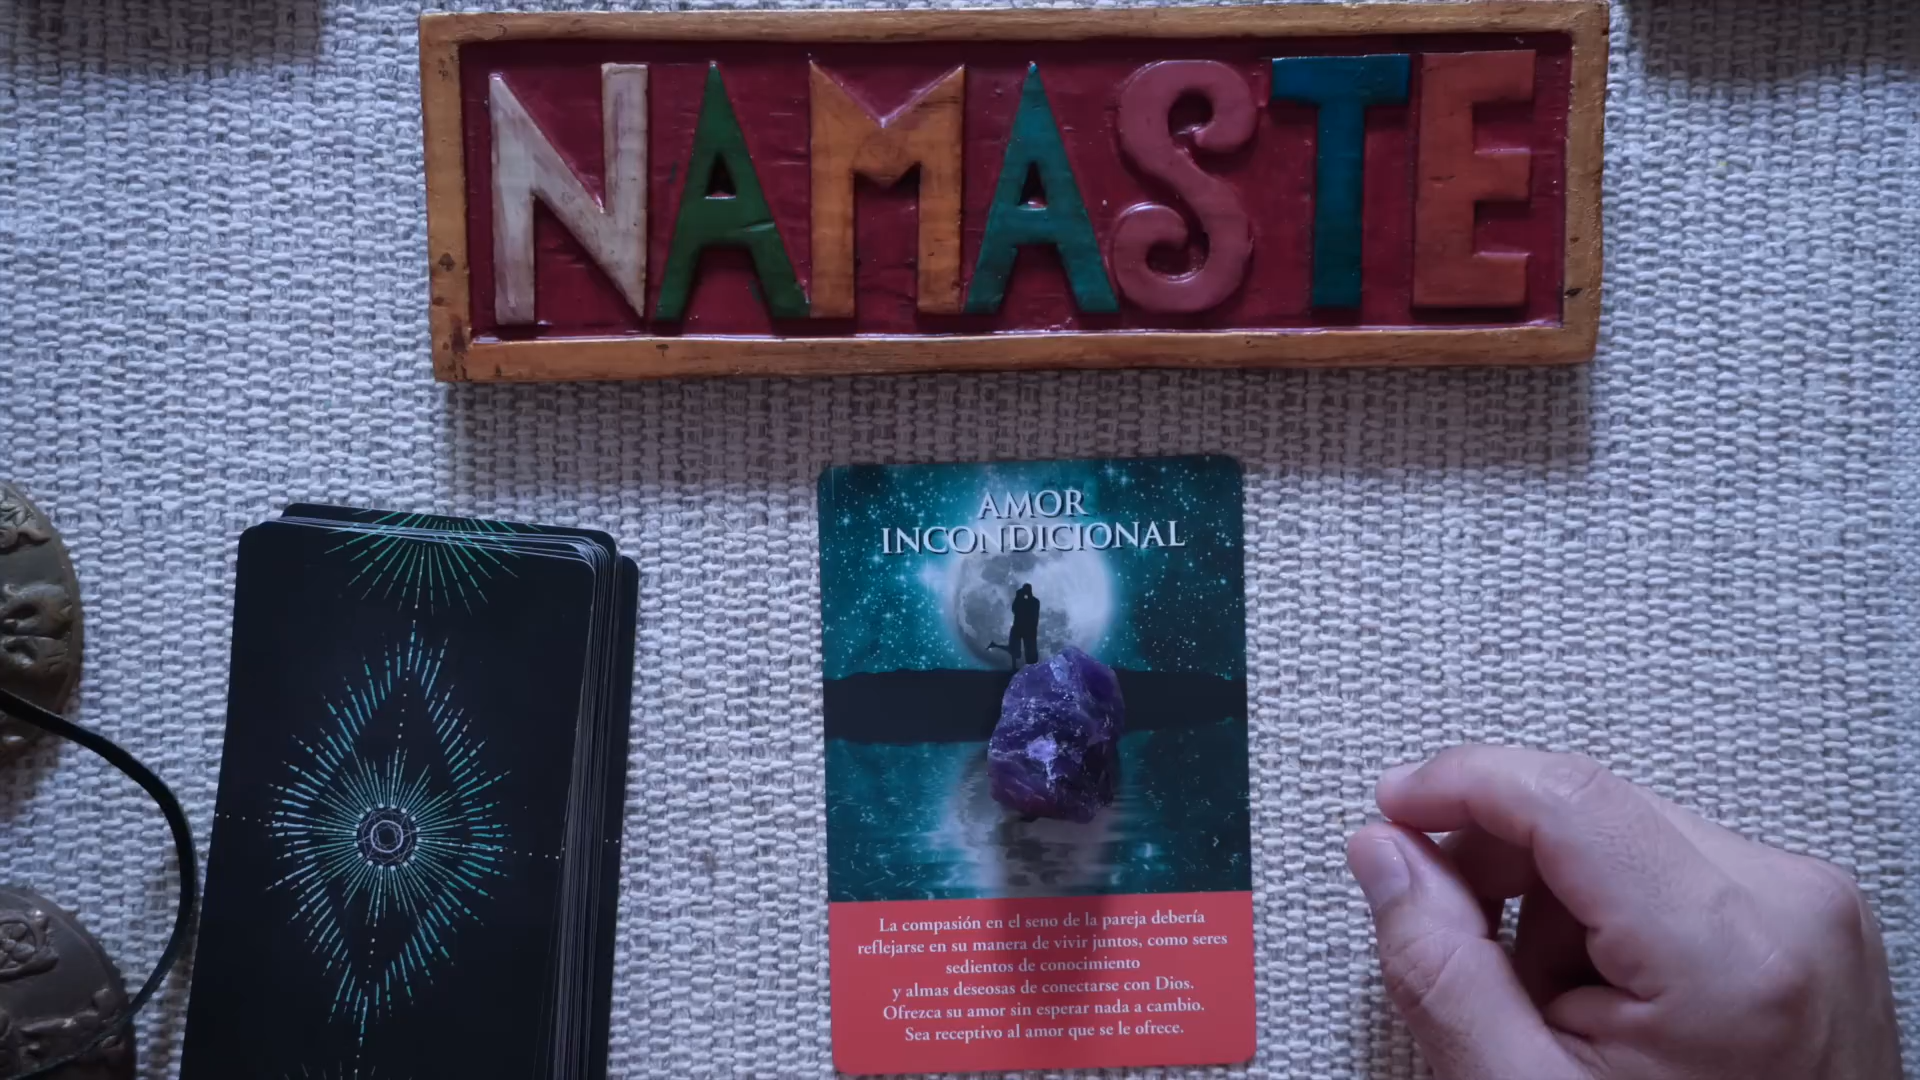 NAMASTE
AMOR
INCONDICIONAL
La compasión en el seno de la pareja debería
reflejarse en su manera de vivir juntos, como seres
sedientos de conocimiento
y almas deseosas de conectarse con Dios.
Ofrezca su amor sin esperar nada a cambio.
Sea receptivo al amor que se le ofrece.